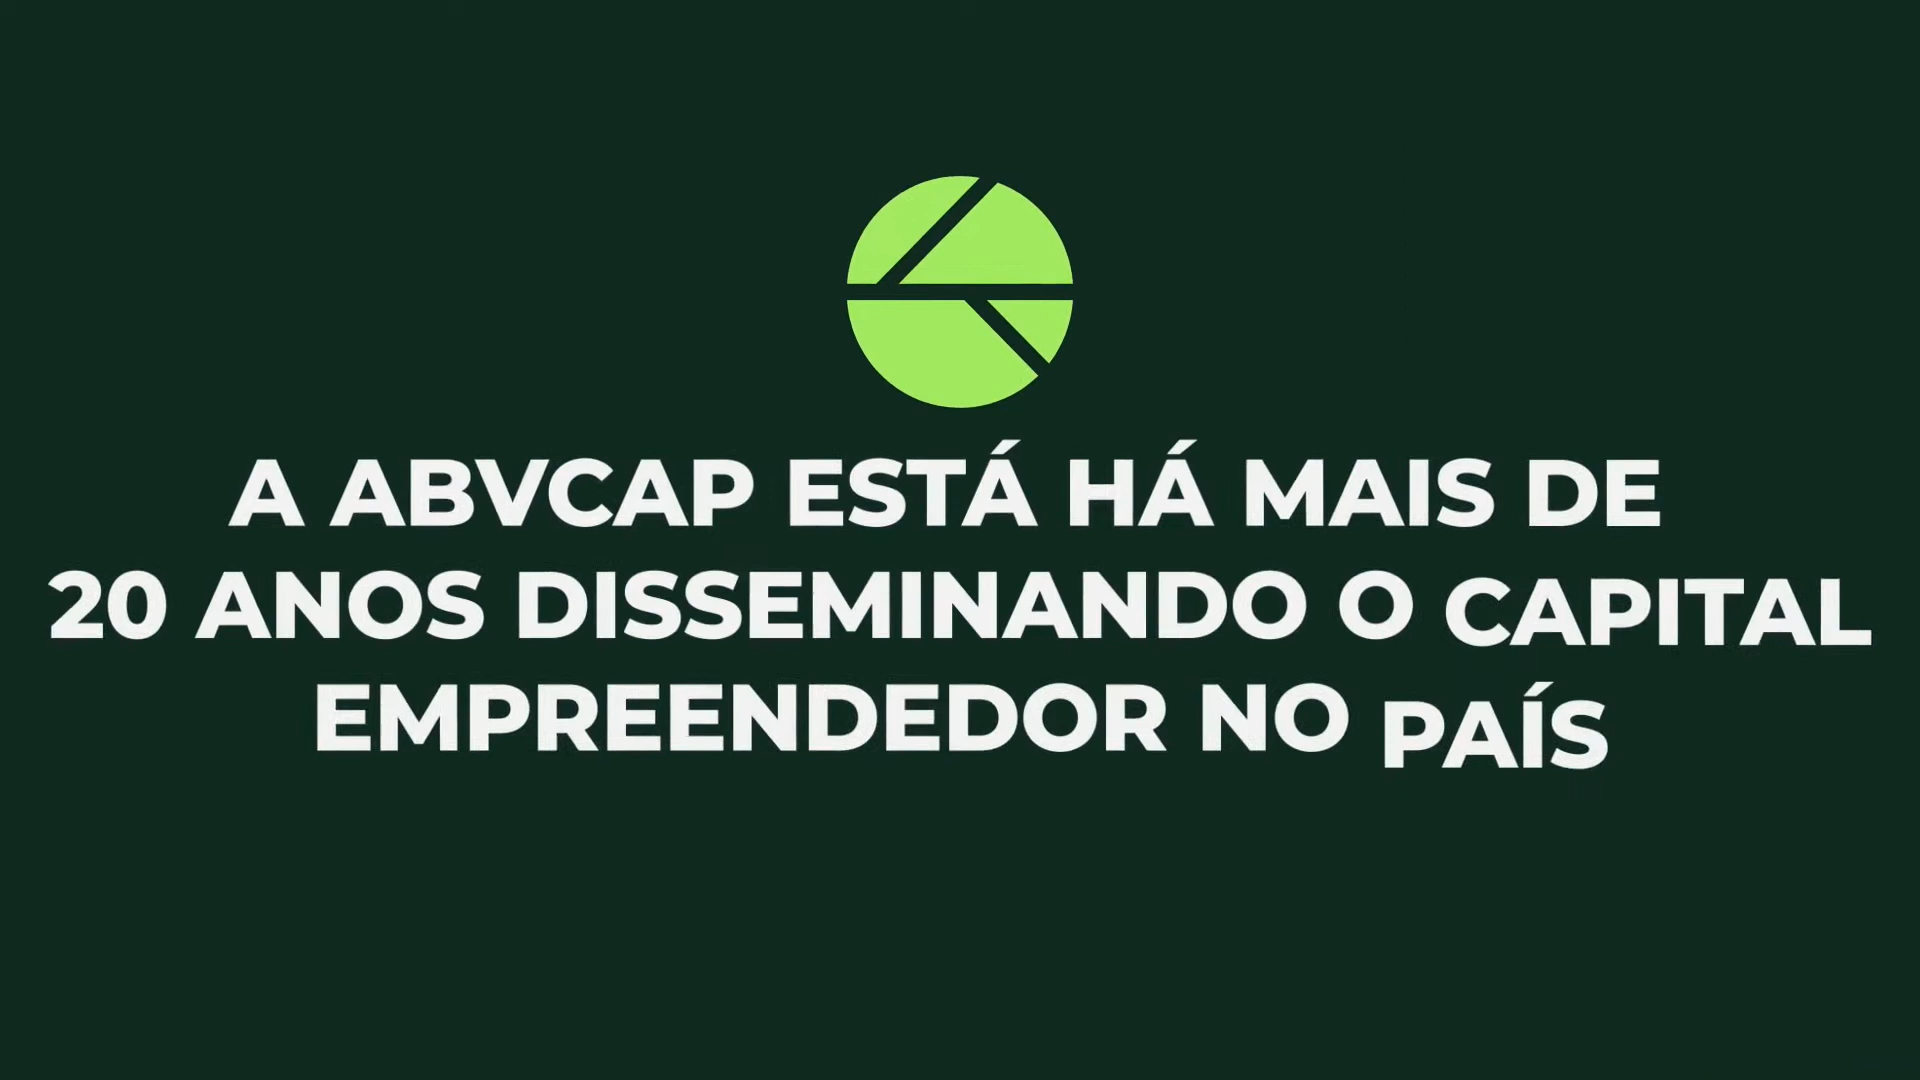 A ABVCAP ESTÁ HÁ MAIS DE
20 ANOS DISSEMINANDO O CAPITAL
EMPREENDEDOR NO PAÍS